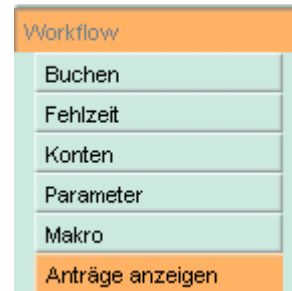 Workflow
Buchen
Fehlzeit
Konten
Parameter
Makro
Anträge anzeigen